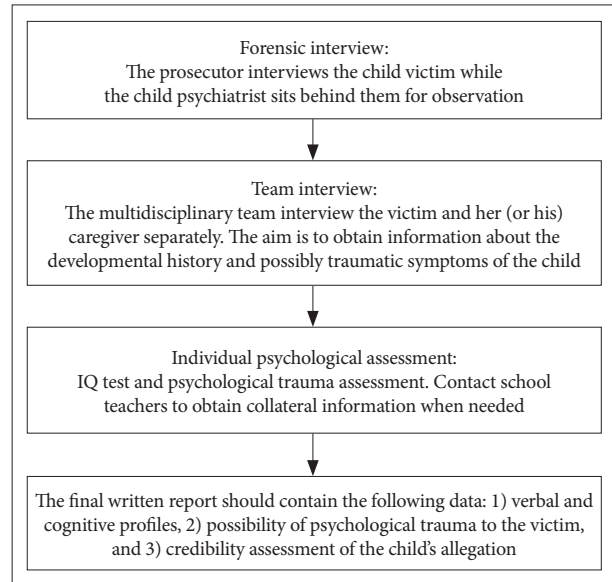 Forensic interview:
The prosecutor interviews the child victim while
the child psychiatrist sits behind them for observation
Team interview:
The multidisciplinary team interview the victim and her (or his)
caregiver separately. The aim is to obtain information about the
developmental history and possibly traumatic symptoms of the child
Individual psychological assessment:
IQ test and psychological trauma assessment. Contact school
teachers to obtain collateral information when needed
The final written report should contain the following data: 1) verbal and
cognitive profiles, 2) possibility of psychological trauma to the victim,
and 3) credibility assessment of the child's allegation